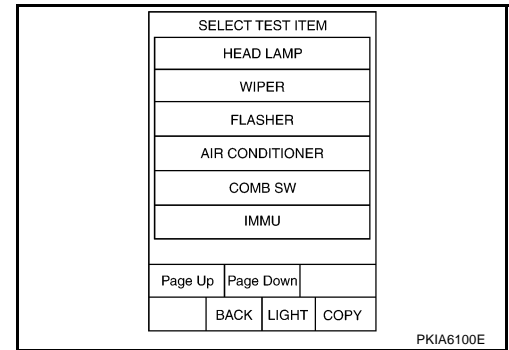 SELECT TEST ITEM
HEAD LAMP
WIPER
FLASHER
AIR CONDITIONER
COMB SW
IMMU
Page Up Page Down
BACK LIGHT COPY
PKIA6100E